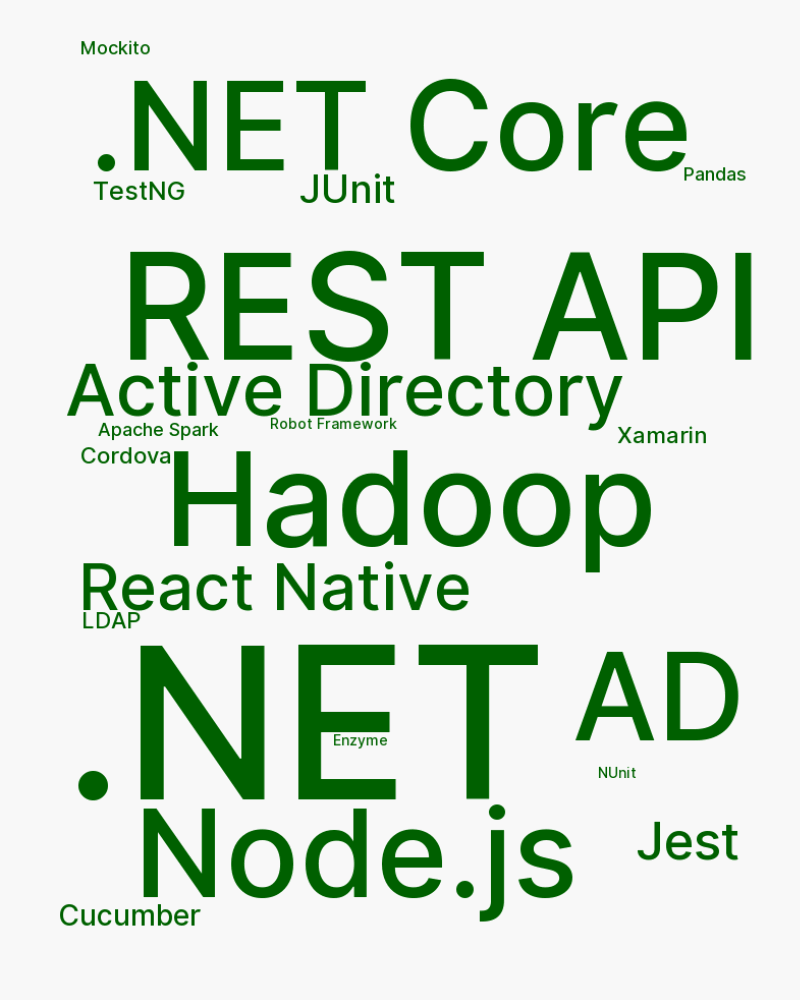 Mockito
.NET Core
Pandas
TestNG
JUnit
REST API
Active Directory
Robot Framework
Apache Spark
Xamarin
Cordova
Hadoop
React Native
LDAP
.NET
AD
Enzyme
NUnit
Node.js
Jest
Cucumber